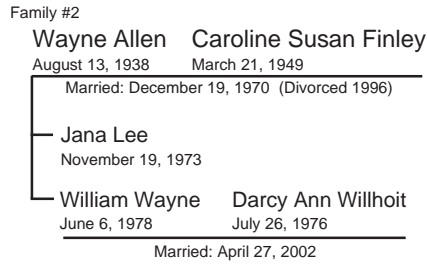 Family #2
Wayne Allen Caroline Susan Finley
August 13, 1938 March 21, 1949
Married: December 19, 1970 (Divorced 1996)
Jana Lee
November 19, 1973
William Wayne Darcy Ann Willhoit
June 6, 1978 July 26, 1976
Married: April 27, 2002